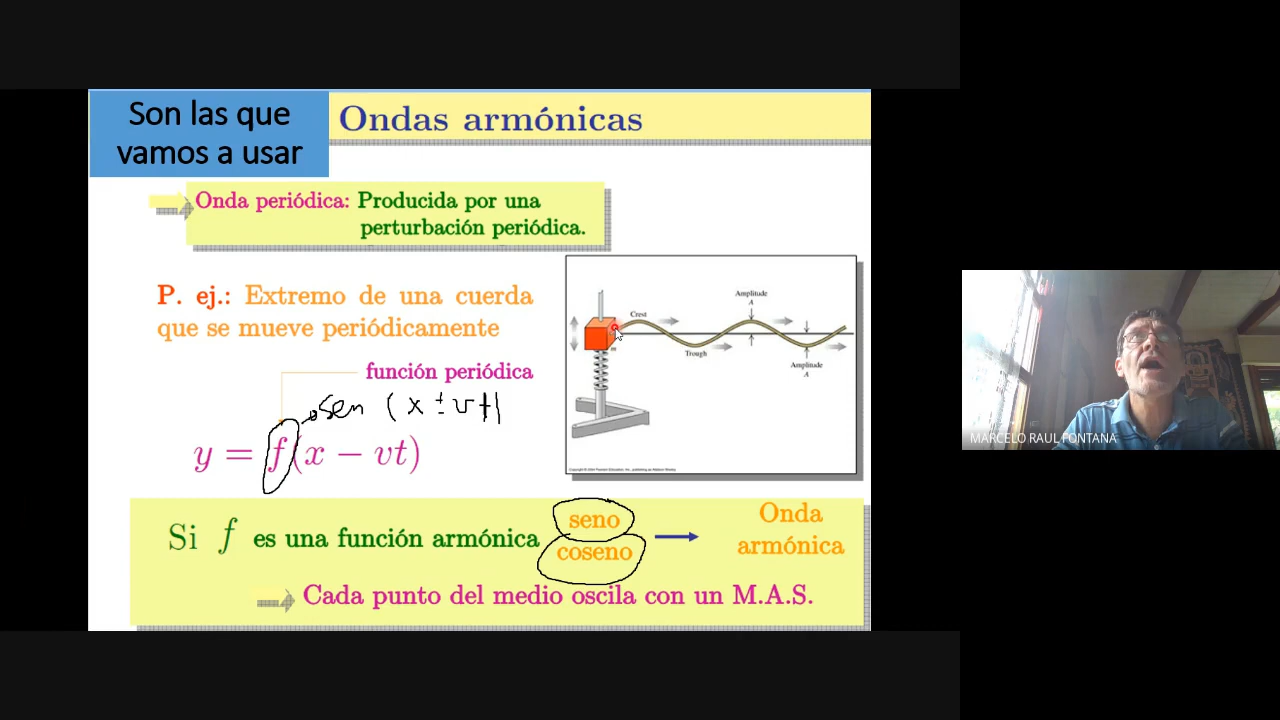 Son las que
vamos a usar
Ondas armónicas
Onda periódica: Producida por una
perturbación periódica.
P. ej.: Extremo de una cuerda
que se mueve periódicamente
función periódica
sen (x ± vt)
y = f(x − vt)
Crest
Trough
Amplitude
A
Amplitude
A
m
Si f es una función armónica
seno
coseno
Onda
armónica
Cada punto del medio oscila con un M.A.S.
MARCELO RAUL FONTANA